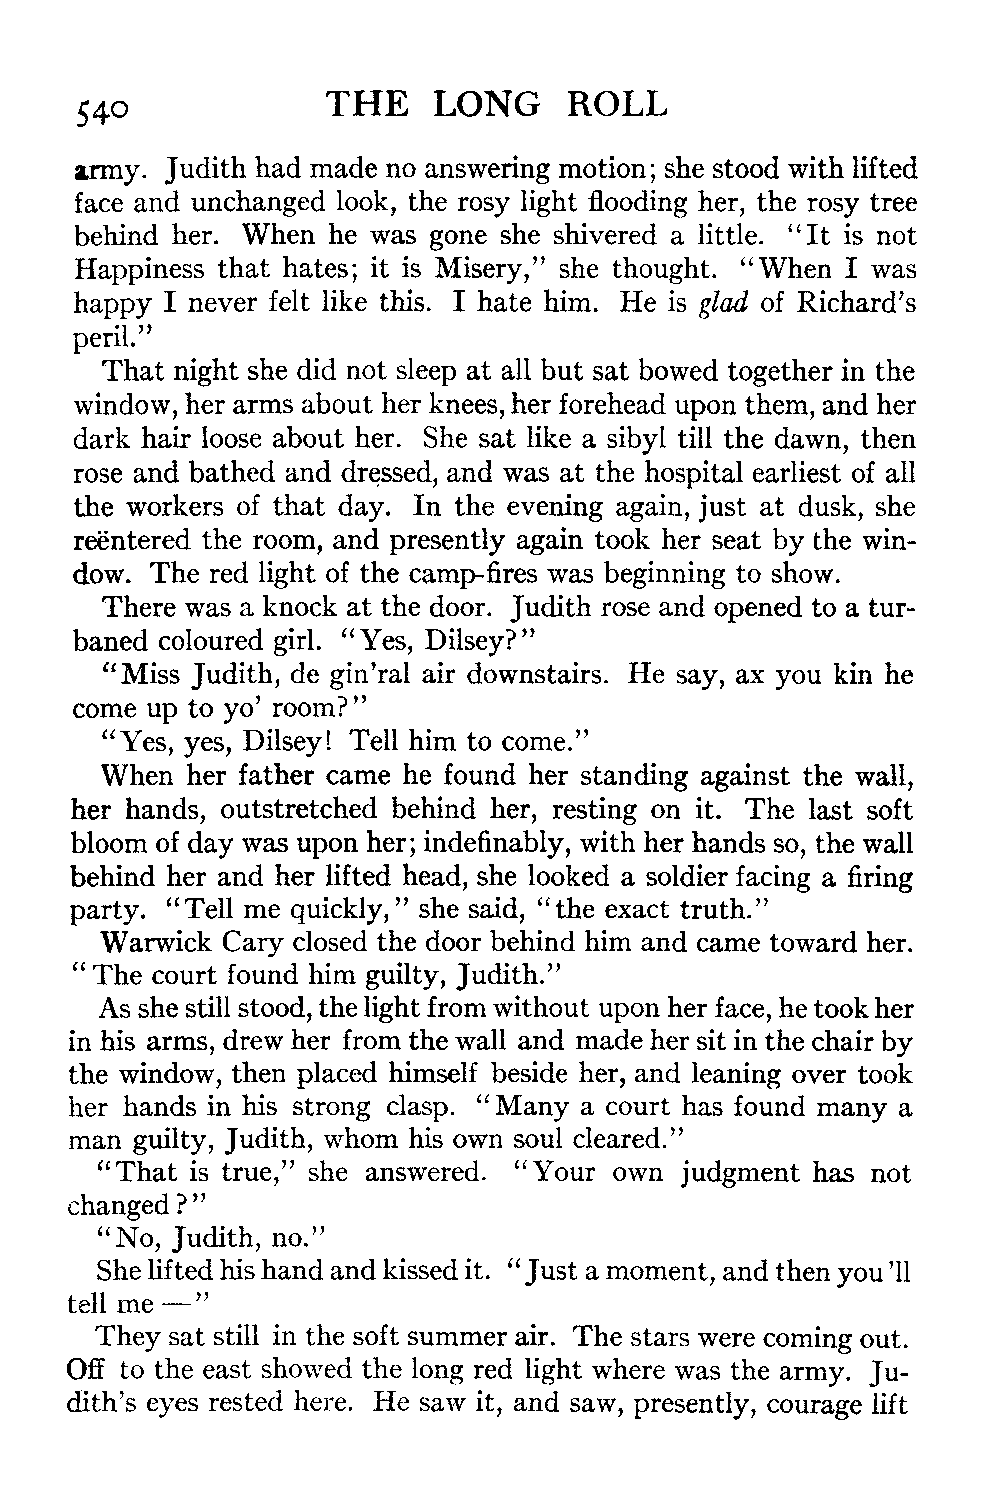 540 THE LONG ROLL
army. Judith had made no answering motion; she stood with lifted
face and unchanged look, the rosy light flooding her, the rosy tree
behind her. When he was gone she shivered a little. "It is not
Happiness that hates; it is Misery," she thought. "When I was
happy I never felt like this. I hate him. He is glad of Richard's
peril."
That night she did not sleep at all but sat bowed together in the
window, her arms about her knees, her forehead upon them, and her
dark hair loose about her. She sat like a sibyl till the dawn, then
rose and bathed and dressed, and was at the hospital earliest of all
the workers of that day. In the evening again, just at dusk, she
reëntered the room, and presently again took her seat by the win-
dow. The red light of the camp-fires was beginning to show.
There was a knock at the door. Judith rose and opened to a tur-
baned coloured girl. "Yes, Dilsey?"
"Miss Judith, de gin'ral air downstairs. He say, ax you kin he
come up to yo' room?"
"Yes, yes, Dilsey! Tell him to come."
When her father came he found her standing against the wall,
her hands, outstretched behind her, resting on it. The last soft
bloom of day was upon her; indefinably, with her hands so, the wall
behind her and her lifted head, she looked a soldier facing a firing
party. "Tell me quickly," she said, "the exact truth."
Warwick Cary closed the door behind him and came toward her.
"The court found him guilty, Judith."
As she still stood, the light from without upon her face, he took her
in his arms, drew her from the wall and made her sit in the chair by
the window, then placed himself beside her, and leaning over took
her hands in his strong clasp. "Many a court has found many a
man guilty, Judith, whom his own soul cleared."
"That is true," she answered. "Your own judgment has not
changed?"
"No, Judith, no."
She lifted his hand and kissed it. "Just a moment, and then you'll
tell me —"
They sat still in the soft summer air. The stars were coming out.
Off to the east showed the long red light where was the army. Ju-
dith's eyes rested here. He saw it, and saw, presently, courage lift